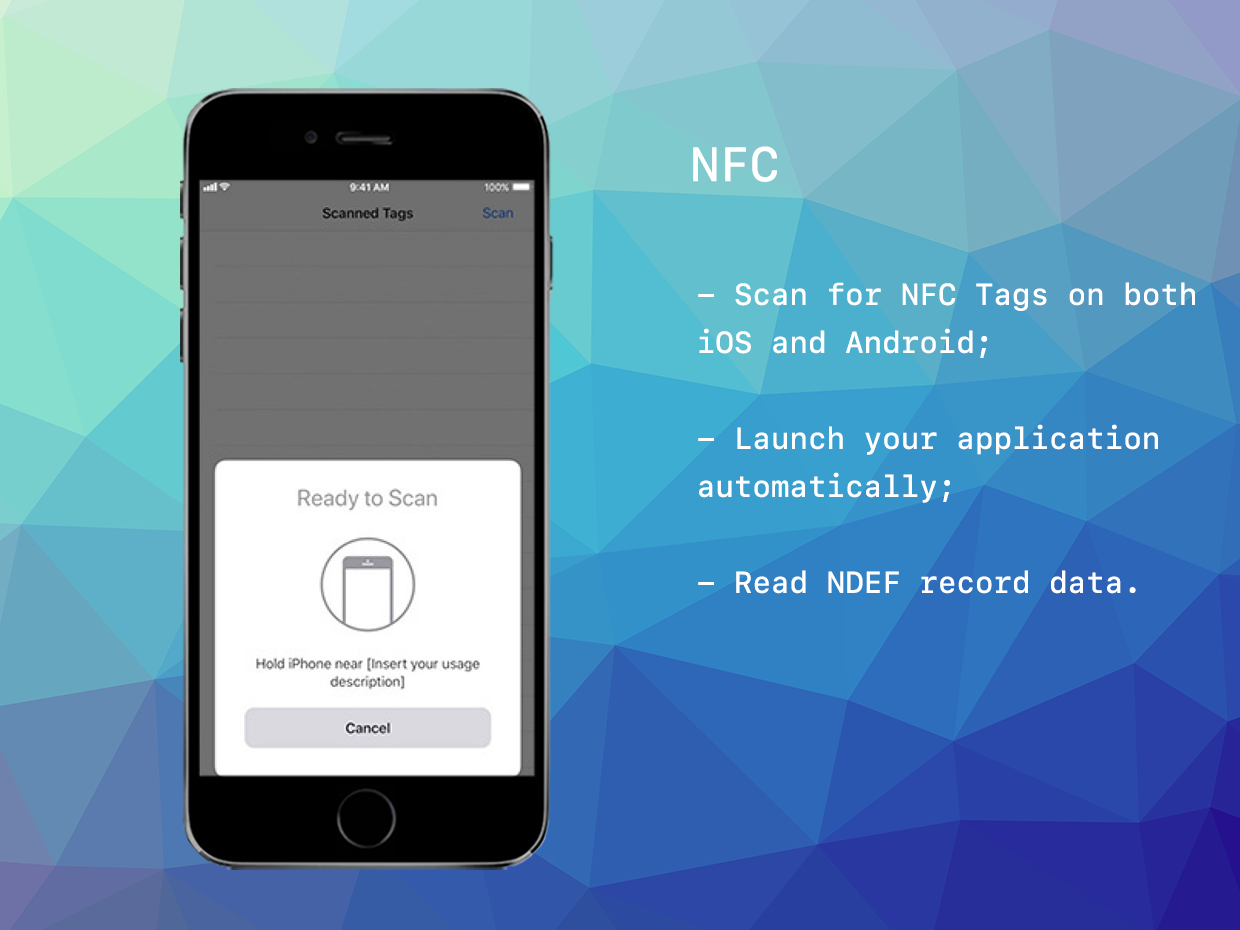 9:41 AM
100%
Scanned Tags
Scan
Ready to Scan
Hold iPhone near [Insert your usage
description]
Cancel
NFC
– Scan for NFC Tags on both
iOS and Android;
– Launch your application
automatically;
– Read NDEF record data.